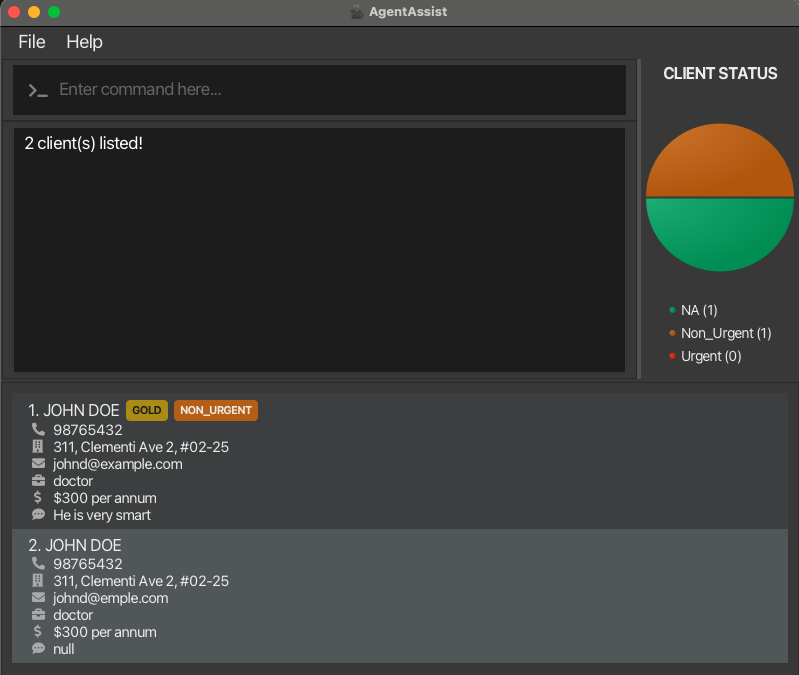 AgentAssist
File Help
Enter command here...
2 client(s) listed!
CLIENT STATUS
NA (1)
Non_Urgent (1)
Urgent (0)
1. JOHN DOE GOLD NON_URGENT
98765432
311, Clementi Ave 2, #02-25
johnd@example.com
doctor
$300 per annum
He is very smart
2. JOHN DOE
98765432
311, Clementi Ave 2, #02-25
johnd@emple.com
doctor
$300 per annum
null